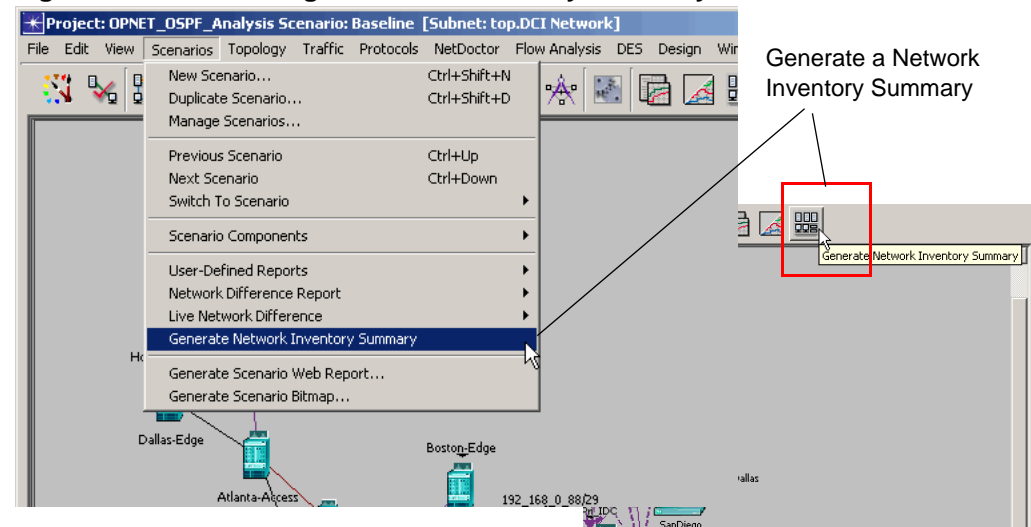 Project: OPNET_OSPF_Analysis Scenario: Baseline [Subnet: top.DCI Network]
File Edit View Scenarios Topology Traffic Protocols NetDoctor Flow Analysis DES Design
New Scenario... Ctrl+Shift+N
Duplicate Scenario... Ctrl+Shift+D
Manage Scenarios...
Previous Scenario Ctrl+Up
Next Scenario Ctrl+Down
Switch To Scenario
Scenario Components
User-Defined Reports
Network Difference Report
Live Network Difference
Generate Network Inventory Summary
Generate Scenario Web Report...
Generate Scenario Bitmap...
Generate a Network
Inventory Summary
Generate Network Inventory Summary
Dallas-Edge
Boston-Edge
Atlanta-Access
192_168_0_88/29
IDC
SanDiego